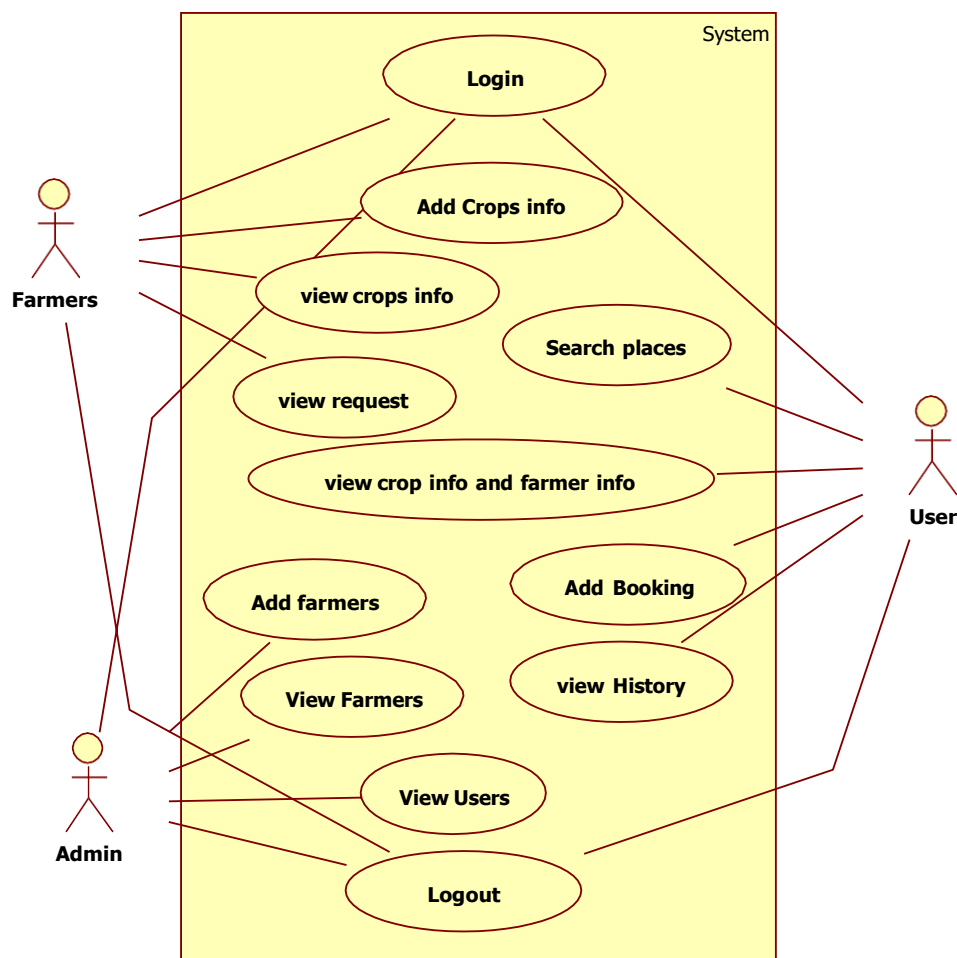 System
Login
Add Crops info
Farmers
view crops info
Search places
view request
view crop info and farmer info
User
Add Booking
Add farmers
view History
View Farmers
View Users
Admin
Logout